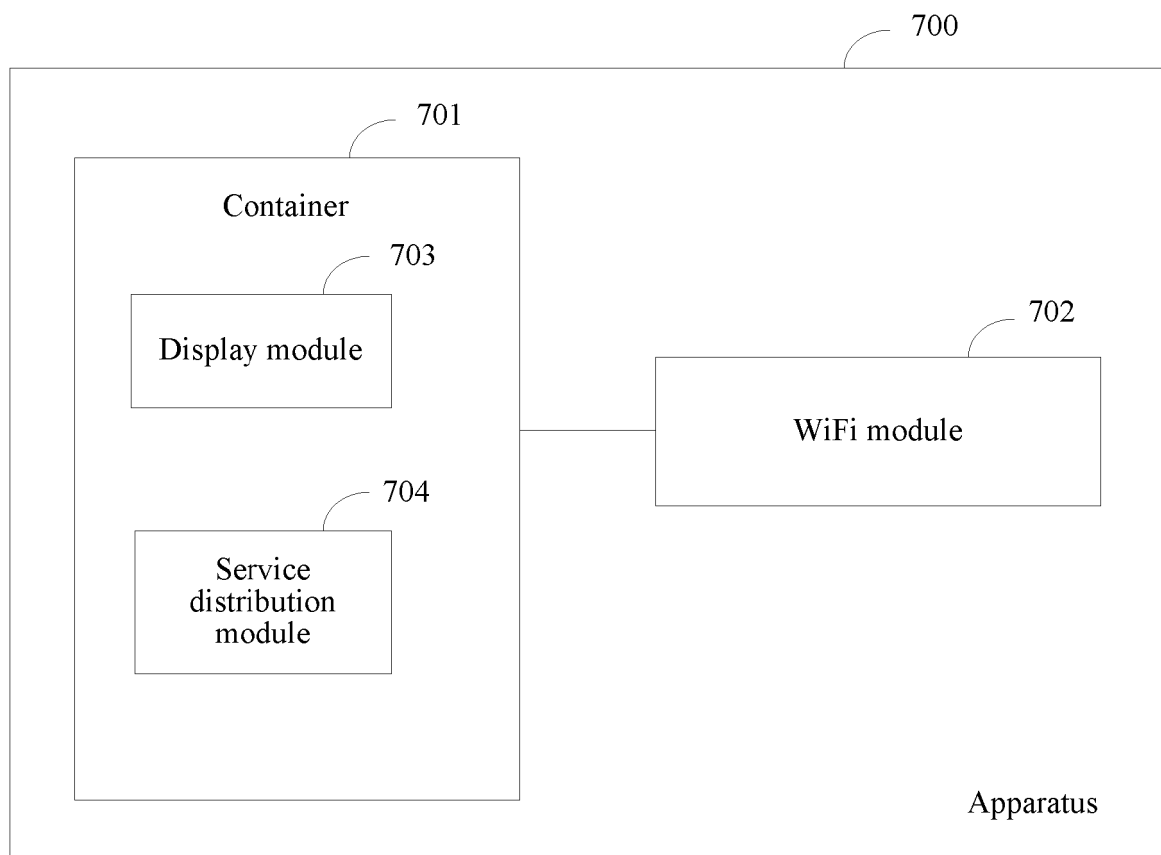 700
701
Container
703
Display module
702
WiFi module
704
Service
distribution
module
Apparatus